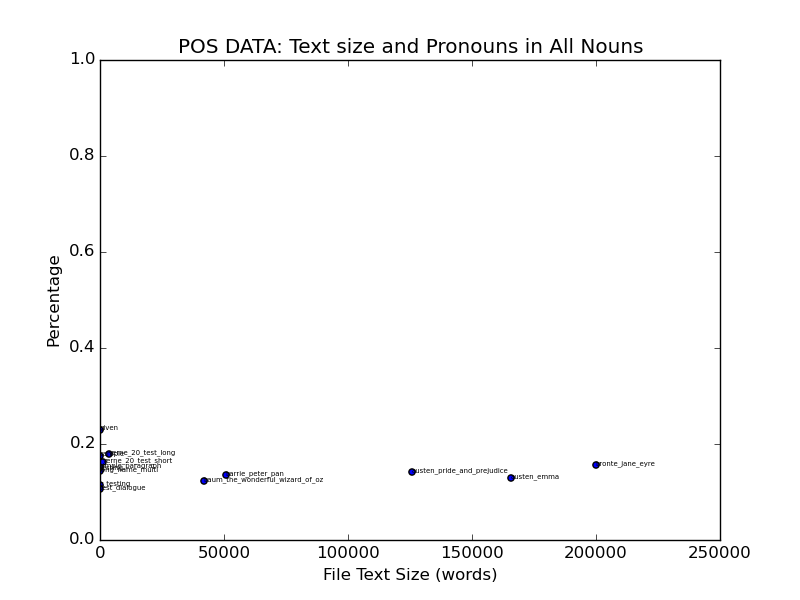 POS DATA: Text size and Pronouns in All Nouns
1.0
0.8
0.6
0.4
0.2
0.0
Percentage
verne_20_test_long
verne_20_test_short
test_dialogue
barrie_peter_pan
baum_the_wonderful_wizard_of_oz
austen_pride_and_prejudice
austen_emma
bronte_jane_eyre
0
50000
100000
150000
200000
250000
File Text Size (words)